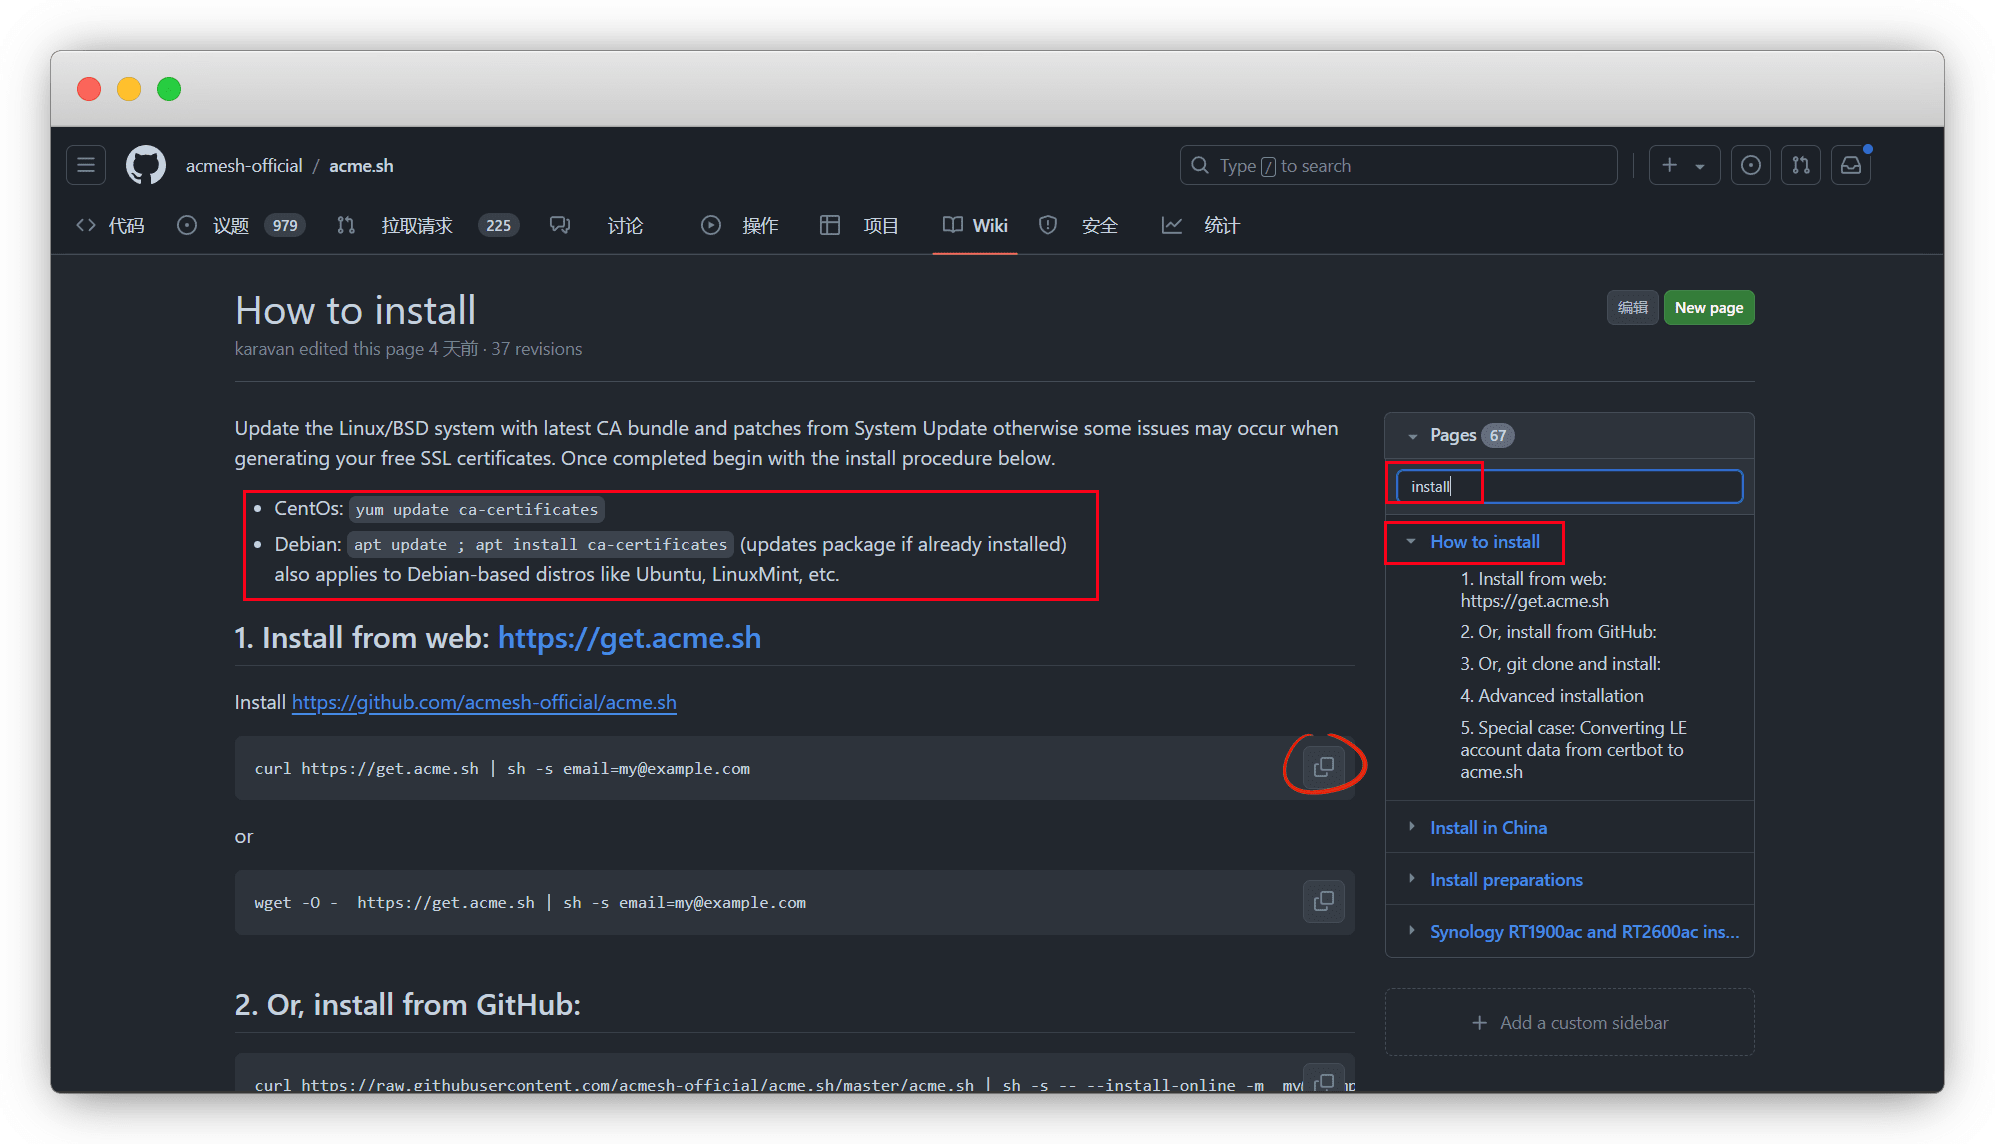 acmesh-official / acme.sh
Type / to search
代码 议题 979 拉取请求 225 讨论 操作 项目 Wiki 安全 统计
How to install
编辑 New page
karavan edited this page 4 天前 · 37 revisions
Update the Linux/BSD system with latest CA bundle and patches from System Update otherwise some issues may occur when
generating your free SSL certificates. Once completed begin with the install procedure below.
CentOs: yum update ca-certificates
Debian: apt update ; apt install ca-certificates (updates package if already installed)
also applies to Debian-based distros like Ubuntu, LinuxMint, etc.
1. Install from web: https://get.acme.sh
Install https://github.com/acmesh-official/acme.sh
curl https://get.acme.sh | sh -s email=my@example.com
or
wget -O -  https://get.acme.sh | sh -s email=my@example.com
2. Or, install from GitHub:
curl https://raw.githubusercontent.com/acmesh-official/acme.sh/master/acme.sh | sh -s -- --install-online -m
Pages 67
install
How to install
1. Install from web:
https://get.acme.sh
2. Or, install from GitHub:
3. Or, git clone and install:
4. Advanced installation
5. Special case: Converting LE
account data from certbot to
acme.sh
Install in China
Install preparations
Synology RT1900ac and RT2600ac ins...
Add a custom sidebar